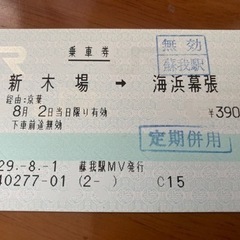 乗車券
無効
蘇我駅
新木場 → 海浜幕張
経由:京葉
¥390
8月 2日当日限り有効
下車前途無効
定期併用
29.-8.-1 蘇我駅MV発行
40277-01 (2- ) C15